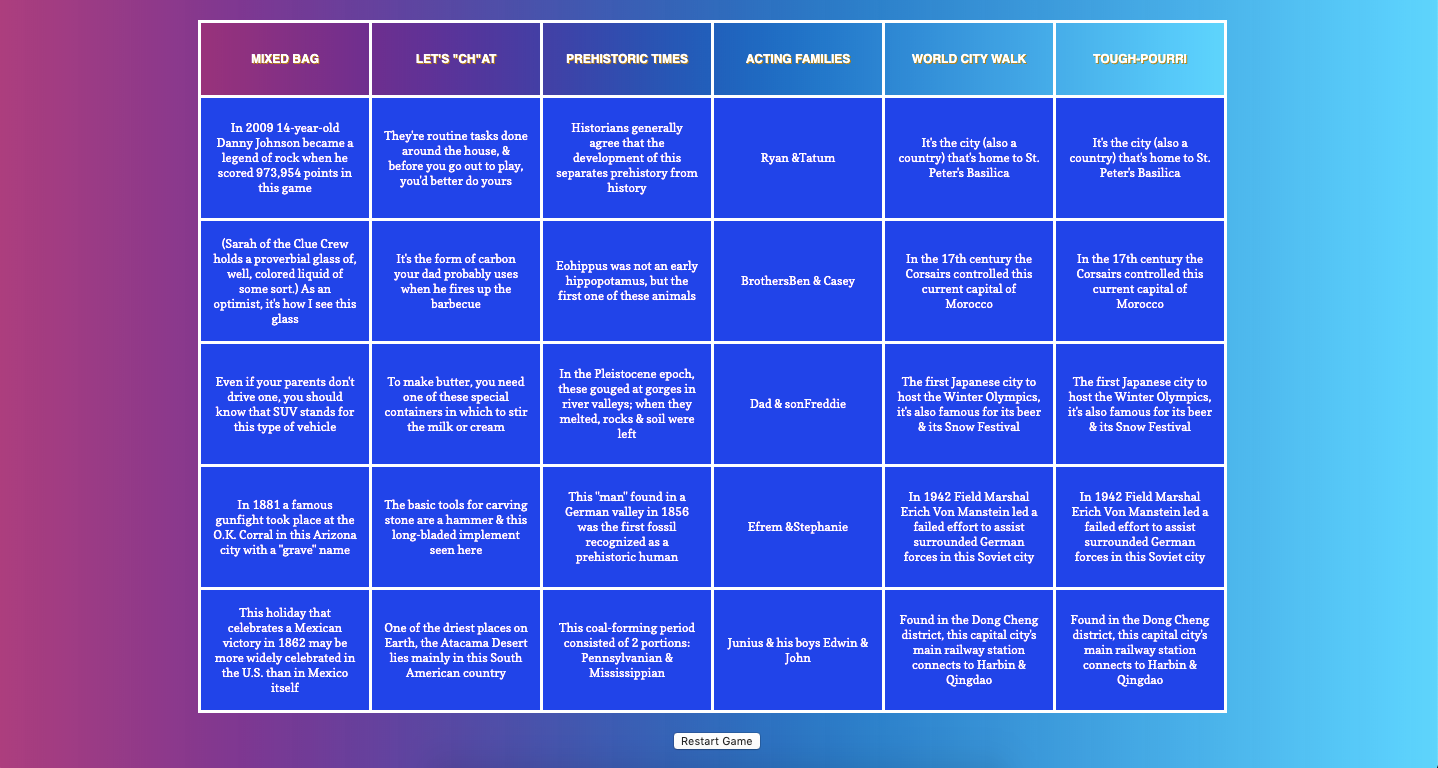 MIXED BAG
LET'S "CH"AT
PREHISTORIC TIMES
ACTING FAMILIES
WORLD CITY WALK
TOUGH-POURRI
In 2009 14-year-old
Danny Johnson became a
legend of rock when he
scored 973,954 points in
this game
They're routine tasks done
around the house, &
before you go out to play,
you'd better do yours
Historians generally
agree that the
development of this
separates prehistory from
history
Ryan &Tatum
It's the city (also a
country) that's home to St.
Peter's Basilica
It's the city (also a
country) that's home to St.
Peter's Basilica
(Sarah of the Clue Crew
holds a proverbial glass of,
well, colored liquid of
some sort.) As an
optimist, it's how I see this
glass
It's the form of carbon
your dad probably uses
when he fires up the
barbecue
Eohippus was not an early
hippopotamus, but the
first one of these animals
BrothersBen & Casey
In the 17th century the
Corsairs controlled this
current capital of
Morocco
In the 17th century the
Corsairs controlled this
current capital of
Morocco
Even if your parents don't
drive one, you should
know that SUV stands for
this type of vehicle
To make butter, you need
one of these special
containers in which to stir
the milk or cream
In the Pleistocene epoch,
these gouged at gorges in
river valleys; when they
melted, rocks & soil were
left
Dad & sonFreddie
The first Japanese city to
host the Winter Olympics,
it's also famous for its beer
& its Snow Festival
The first Japanese city to
host the Winter Olympics,
it's also famous for its beer
& its Snow Festival
In 1881 a famous
gunfight took place at the
O.K. Corral in this Arizona
city with a "grave" name
The basic tools for carving
stone are a hammer & this
long-bladed implement
seen here
This "man" found in a
German valley in 1856
was the first fossil
recognized as a
prehistoric human
Efrem &Stephanie
In 1942 Field Marshal
Erich Von Manstein led a
failed effort to assist
surrounded German
forces in this Soviet city
In 1942 Field Marshal
Erich Von Manstein led a
failed effort to assist
surrounded German
forces in this Soviet city
This holiday that
celebrates a Mexican
victory in 1862 may be
more widely celebrated in
the U.S. than in Mexico
itself
One of the driest places on
Earth, the Atacama Desert
lies mainly in this South
American country
This coal-forming period
consisted of 2 portions:
Pennsylvanian &
Mississippian
Junius & his boys Edwin &
John
Found in the Dong Cheng
district, this capital city's
main railway station
connects to Harbin &
Qingdao
Found in the Dong Cheng
district, this capital city's
main railway station
connects to Harbin &
Qingdao
Restart Game